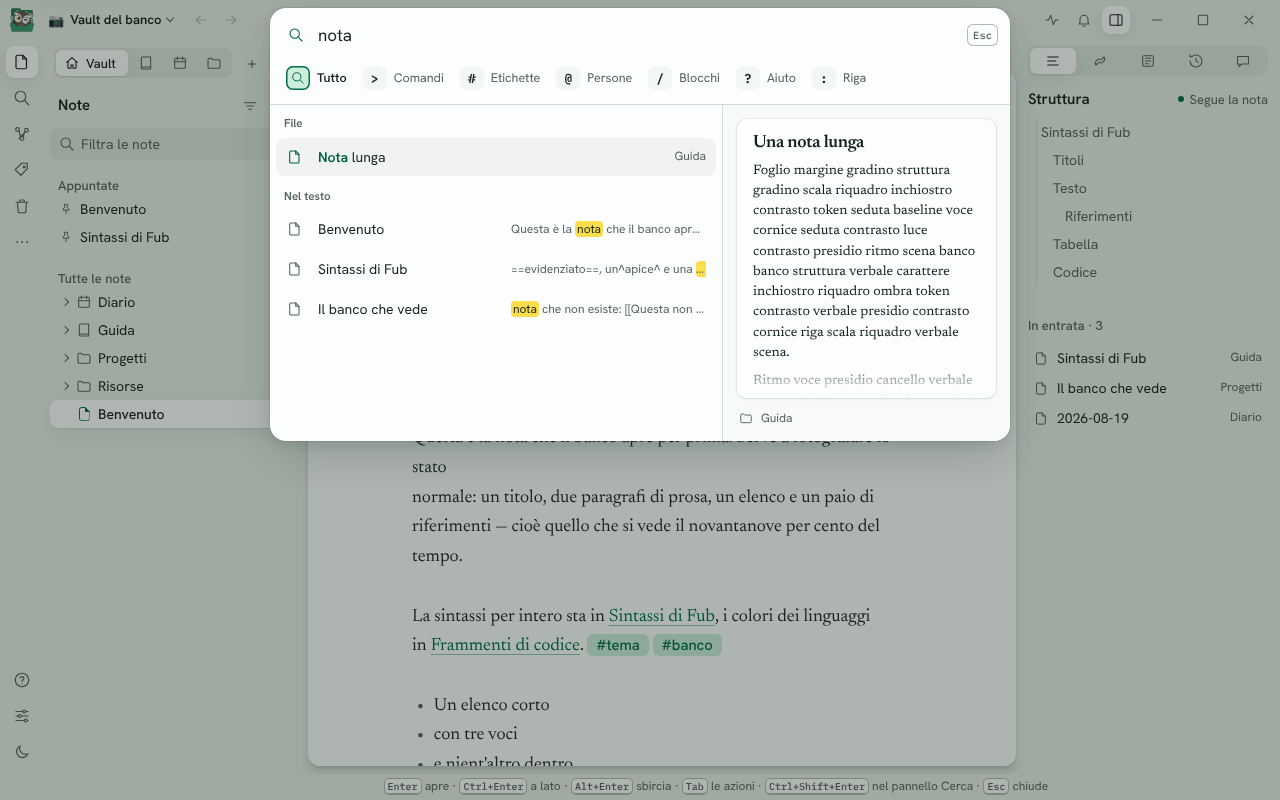 Vault del banco
nota
Esc
Tutto
> Comandi
# Etichette
@ Persone
/ Blocchi
? Aiuto
: Riga
Vault
Note
Filtra le note
Appuntate
Benvenuto
Sintassi di Fub
Tutte le note
Diario
Guida
Progetti
Risorse
Benvenuto
File
Nota lunga Guida
Nel testo
Benvenuto Questa è la nota che il banco apr...
Sintassi di Fub ==evidenziato==, un^apice^ e una ...
Il banco che vede nota che non esiste: [[Questa non ...
Una nota lunga
Foglio margine gradino struttura
gradino scala riquadro inchiostro
contrasto token seduta baseline voce
cornice seduta contrasto luce
contrasto presidio ritmo scena banco
banco struttura verbale carattere
inchiostro riquadro ombra token
contrasto verbale presidio contrasto
cornice riga scala riquadro verbale
scena.
Ritmo voce presidio cancello verbale
Guida
stato
normale: un titolo, due paragrafi di prosa, un elenco e un paio di
riferimenti — cioè quello che si vede il novantanove per cento del
tempo.
La sintassi per intero sta in Sintassi di Fub, i colori dei linguaggi
in Frammenti di codice. #tema #banco
• Un elenco corto
• con tre voci
• e nient'altro dentro
Struttura
Segue la nota
Sintassi di Fub
Titoli
Testo
Riferimenti
Tabella
Codice
In entrata · 3
Sintassi di Fub Guida
Il banco che vede Progetti
2026-08-19 Diario
Enter apre · Ctrl+Enter a lato · Alt+Enter sbircia · Tab le azioni · Ctrl+Shift+Enter nel pannello Cerca · Esc chiude